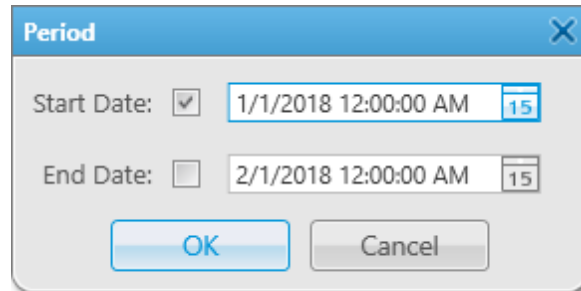 Period
Start Date: 1/1/2018 12:00:00 AM 15
End Date: 2/1/2018 12:00:00 AM 15
OK Cancel